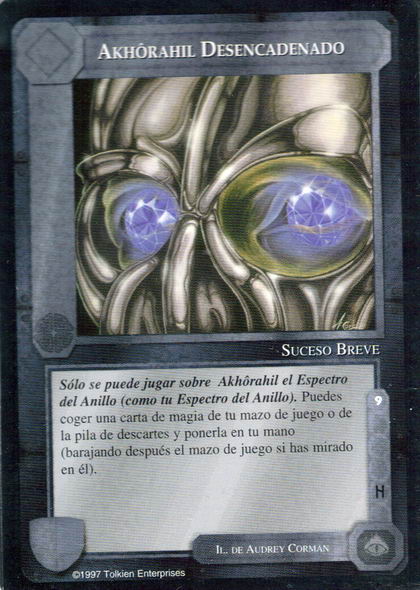 Akhôrahil Desencadenado
Suceso Breve
Sólo se puede jugar sobre Akhôrahil el Espectro
del Anillo (como tu Espectro del Anillo). Puedes
coger una carta de magia de tu mazo de juego o de
la pila de descartes y ponerla en tu mano
(barajando después el mazo de juego si has mirado
en él).
9
H
Il. de Audrey Corman
©1997 Tolkien Enterprises